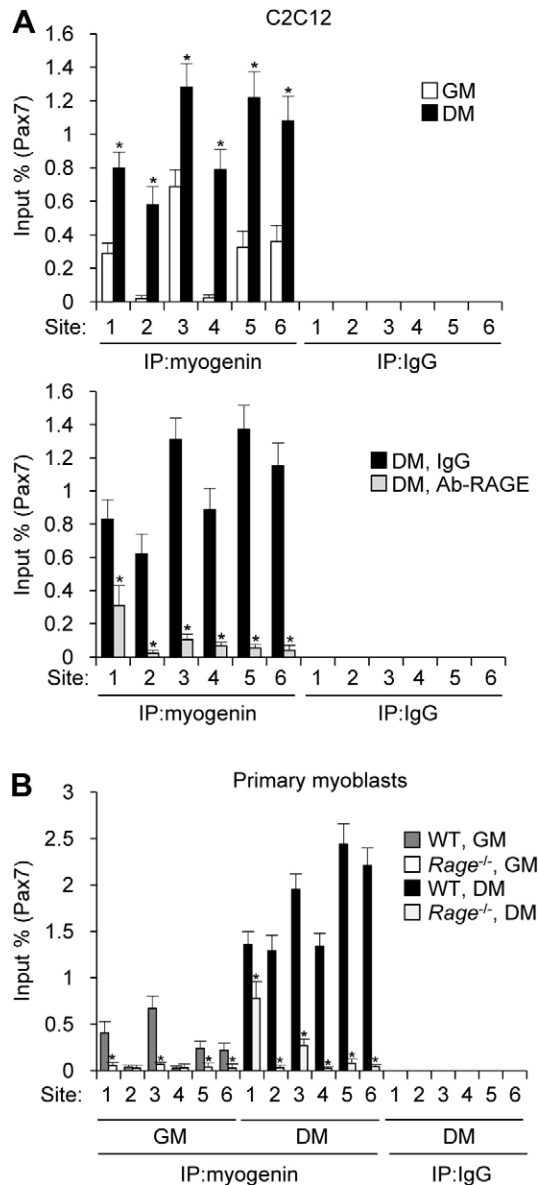 A
C2C12
Input % (Pax7)
1.6
1.4
1.2
1
0.8
0.6
0.4
0.2
0
* * * * * *
GM
DM
Site: 1 2 3 4 5 6 1 2 3 4 5 6
IP:myogenin IP:IgG
Input % (Pax7)
1.6
1.4
1.2
1
0.8
0.6
0.4
0.2
0
* * * * * *
DM, IgG
DM, Ab-RAGE
Site: 1 2 3 4 5 6 1 2 3 4 5 6
IP:myogenin IP:IgG
B
Primary myoblasts
Input % (Pax7)
3
2.5
2
1.5
1
0.5
0
* * * * * * * * * *
WT, GM
Rage-/-, GM
WT, DM
Rage-/-, DM
Site: 1 2 3 4 5 6 1 2 3 4 5 6 1 2 3 4 5 6
GM DM DM
IP:myogenin IP:IgG